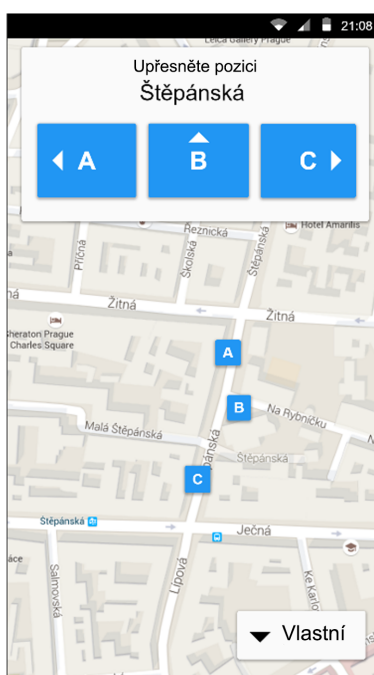 21:08
Leica Gallery Prague
Upřesněte pozici
Štěpánská
A
B
C
Řeznická
Hotel Amarilis
Příčná
Školská
Štěpánská
Žitná
Žitná
Sheraton Prague
Charles Square
A
B
Na Rybníčku
Malá Štěpánská
Štěpánská
C
Štěpánská
Ječná
Lípová
Salmovská
Vlastní